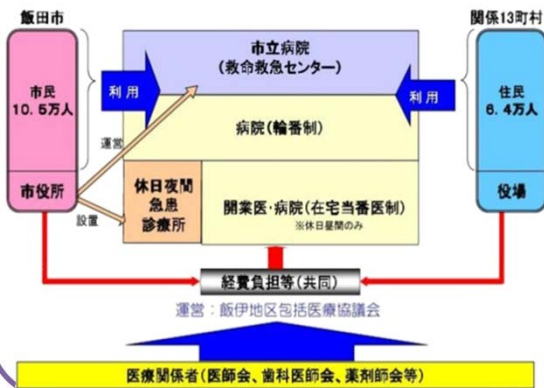 飯田市
関係13町村
市民
10.5万人
市役所
利用
市立病院
(救命救急センター)
利用
住民
6.4万人
役場
運営
病院(輪番制)
設置
休日夜間
急患
診療所
開業医・病院(在宅当番医制)
※休日昼間のみ
経費負担等(共同)
運営：飯伊地区包括医療協議会
医療関係者(医師会、歯科医師会、薬剤師会等)